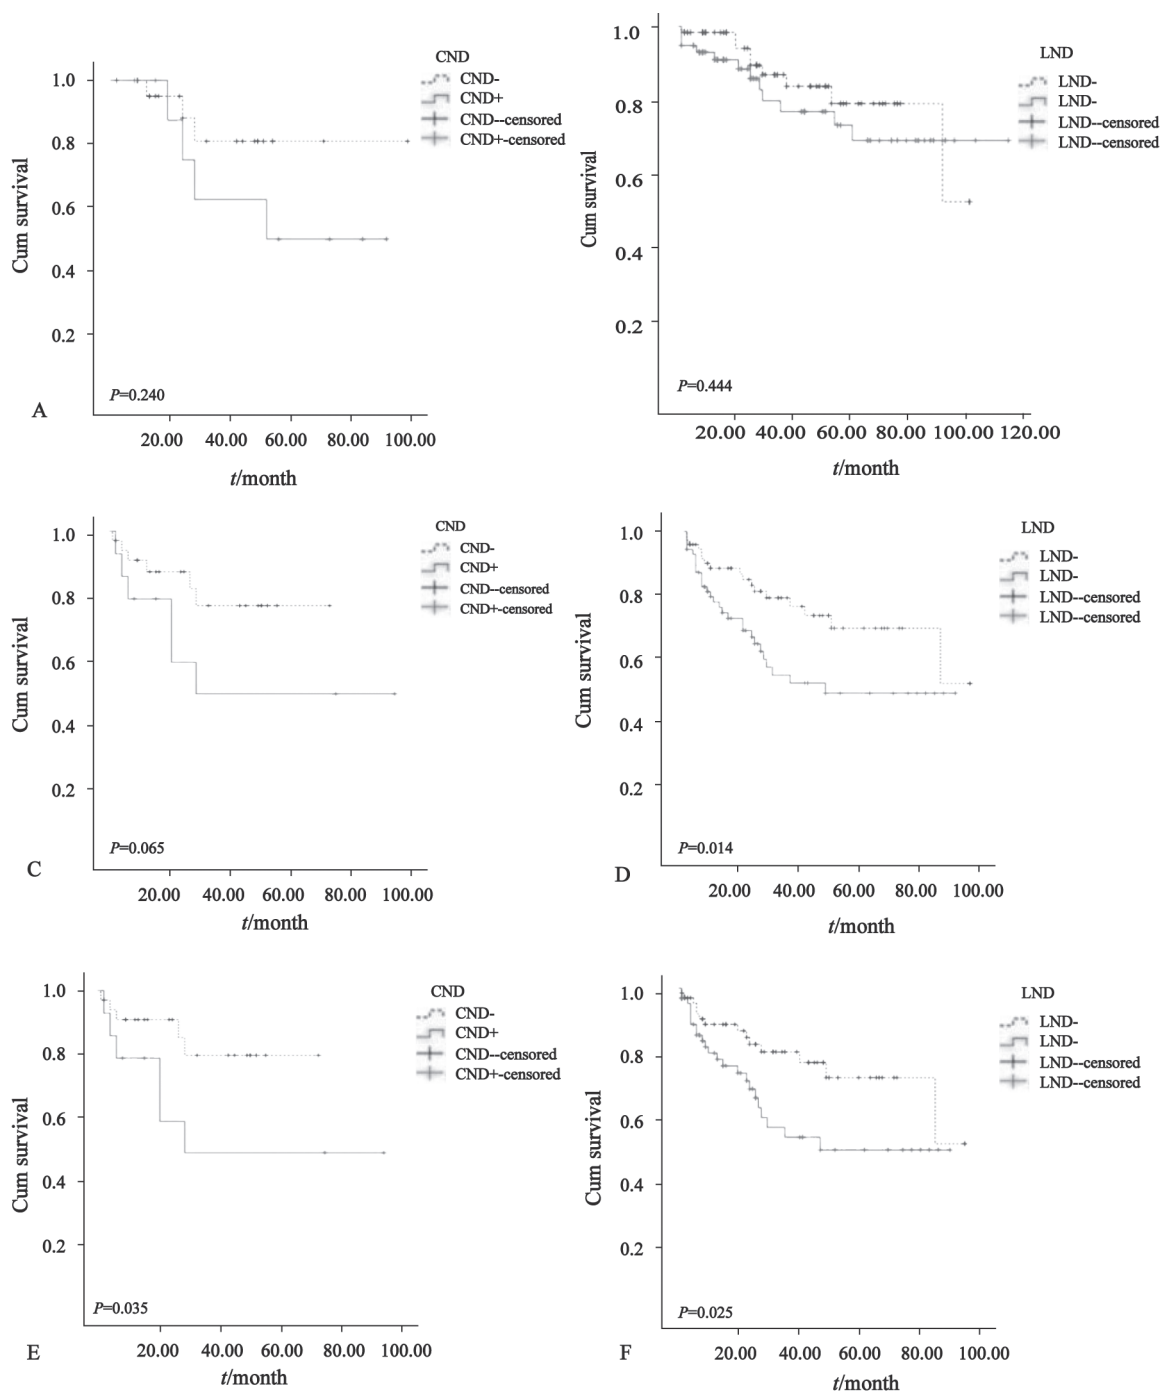 CND
CND-
CND+
CND--censored
CND+-censored
1.0
0.8
0.6
0.4
0.2
Cum survival
P=0.240
A
20.00 40.00 60.00 80.00 100.00
t/month
LND
LND-
LND-
LND--censored
LND--censored
1.0
0.8
0.6
0.4
0.2
Cum survival
P=0.444
20.00 40.00 60.00 80.00 100.00 120.00
t/month
CND
CND-
CND+
CND--censored
CND+-censored
1.0
0.8
0.6
0.4
0.2
Cum survival
P=0.065
C
20.00 40.00 60.00 80.00 100.00
t/month
LND
LND-
LND-
LND--censored
LND--censored
1.0
0.8
0.6
0.4
0.2
Cum survival
P=0.014
D
20.00 40.00 60.00 80.00 100.00
t/month
CND
CND-
CND+
CND--censored
CND+-censored
1.0
0.8
0.6
0.4
0.2
Cum survival
P=0.035
E
20.00 40.00 60.00 80.00 100.00
t/month
LND
LND-
LND-
LND--censored
LND--censored
1.0
0.8
0.6
0.4
0.2
Cum survival
P=0.025
F
20.00 40.00 60.00 80.00 100.00
t/month